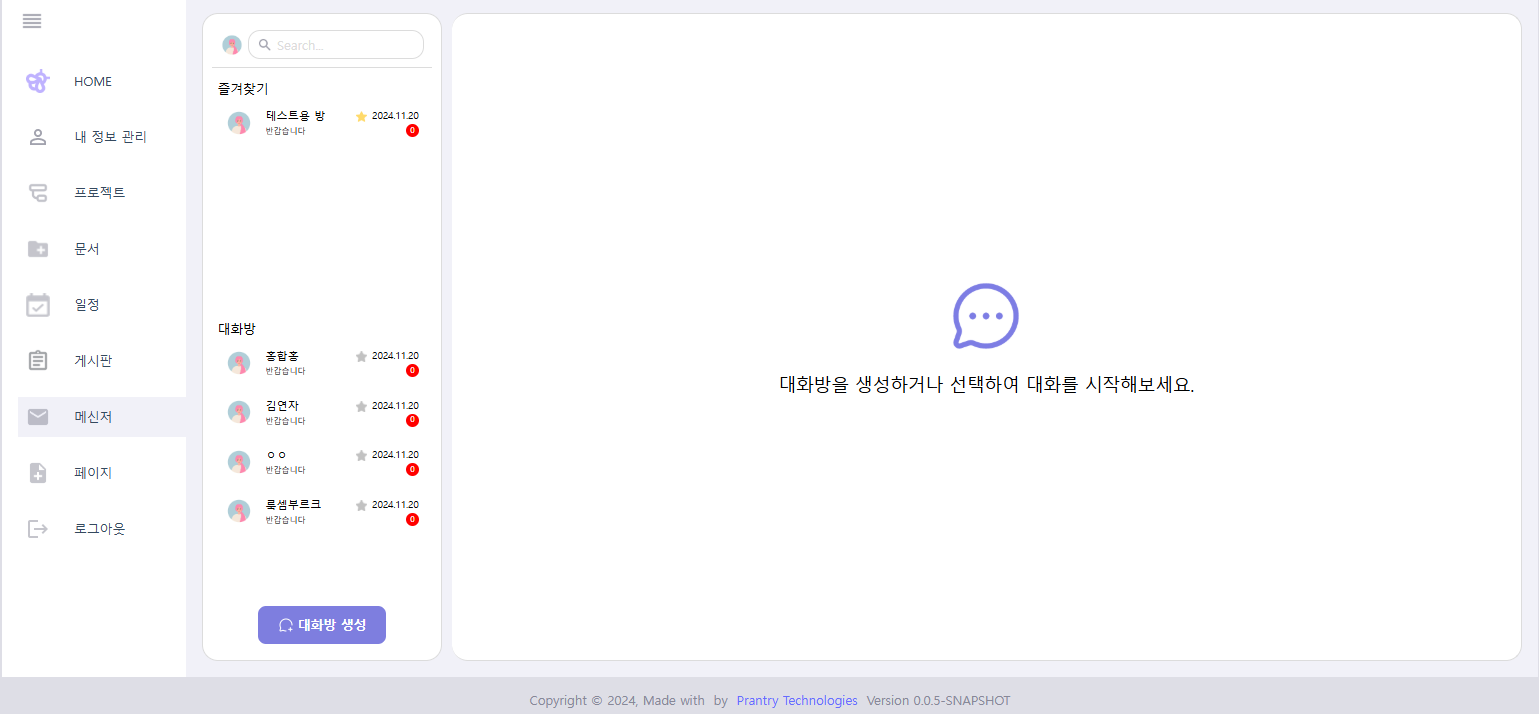 HOME
내 정보 관리
프로젝트
문서
일정
게시판
메신저
페이지
로그아웃
Search...
즐겨찾기
테스트용 방 2024.11.20
반갑습니다 0
대화방
홍합홍 2024.11.20
반갑습니다 0
김연자 2024.11.20
반갑습니다 0
ㅇㅇ 2024.11.20
반갑습니다 0
룩셈부르크 2024.11.20
반갑습니다 0
대화방 생성
대화방을 생성하거나 선택하여 대화를 시작해보세요.
Copyright © 2024, Made with by Prantry Technologies Version 0.0.5-SNAPSHOT